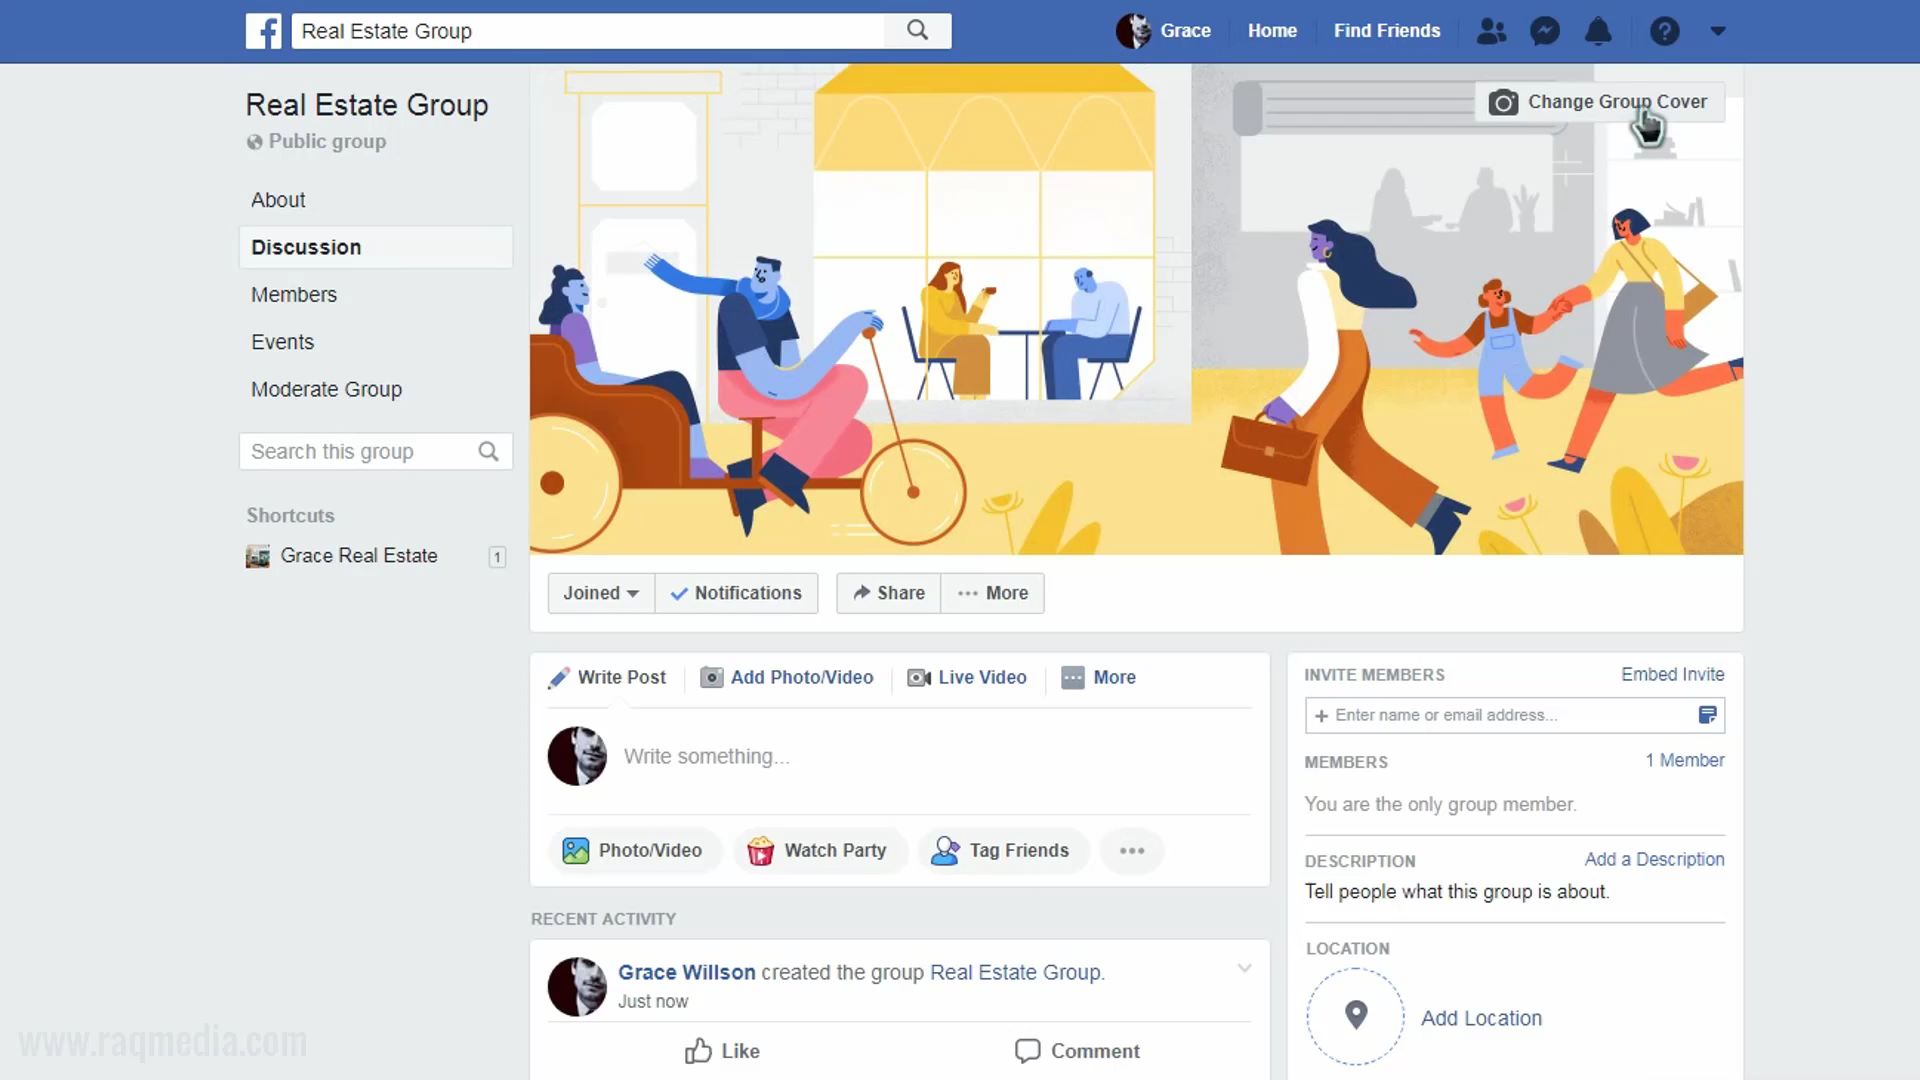 Real Estate Group
Grace
Home
Find Friends
Real Estate Group
Public group
About
Discussion
Members
Events
Moderate Group
Search this group
Shortcuts
Grace Real Estate
1
Change Group Cover
Joined
Notifications
Share
More
Write Post
Add Photo/Video
Live Video
More
Write something...
Photo/Video
Watch Party
Tag Friends
RECENT ACTIVITY
Grace Willson created the group Real Estate Group.
Just now
Like
Comment
INVITE MEMBERS
Embed Invite
+ Enter name or email address...
MEMBERS
1 Member
You are the only group member.
DESCRIPTION
Add a Description
Tell people what this group is about.
LOCATION
Add Location
www.raqmedia.com